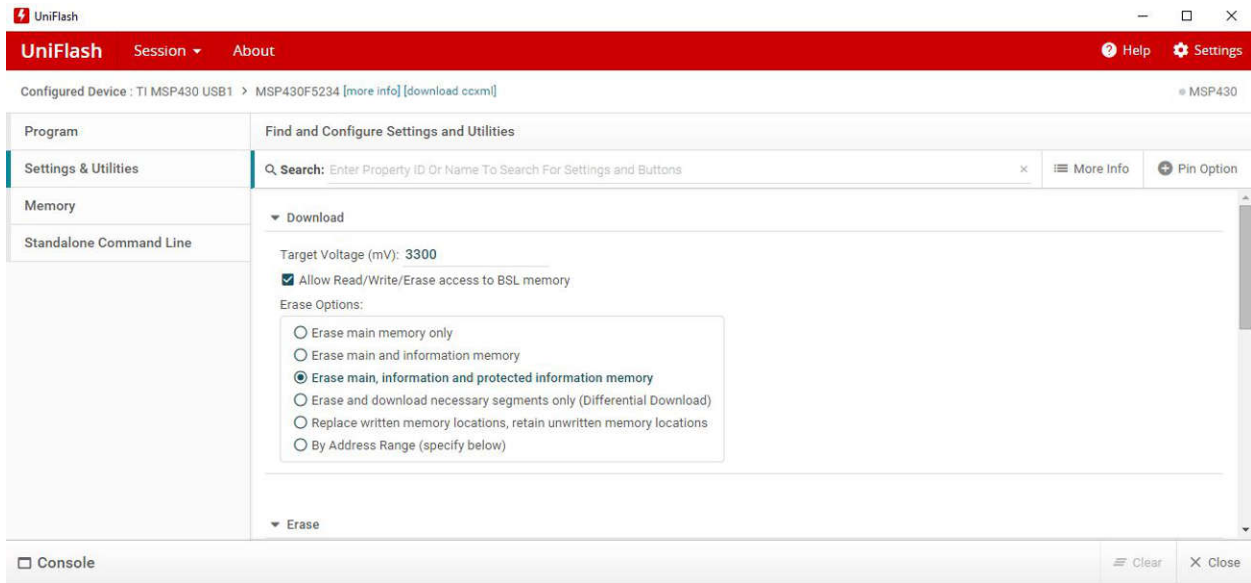 UniFlash
UniFlash Session About Help Settings
Configured Device : TI MSP430 USB1 > MSP430F5234 [more info] [download ccxml] MSP430
Program
Settings & Utilities
Memory
Standalone Command Line
Find and Configure Settings and Utilities
Search: Enter Property ID Or Name To Search For Settings and Buttons × More Info Pin Option
Download
Target Voltage (mV): 3300
Allow Read/Write/Erase access to BSL memory
Erase Options:
Erase main memory only
Erase main and information memory
Erase main, information and protected information memory
Erase and download necessary segments only (Differential Download)
Replace written memory locations, retain unwritten memory locations
By Address Range (specify below)
Erase
Console Clear Close